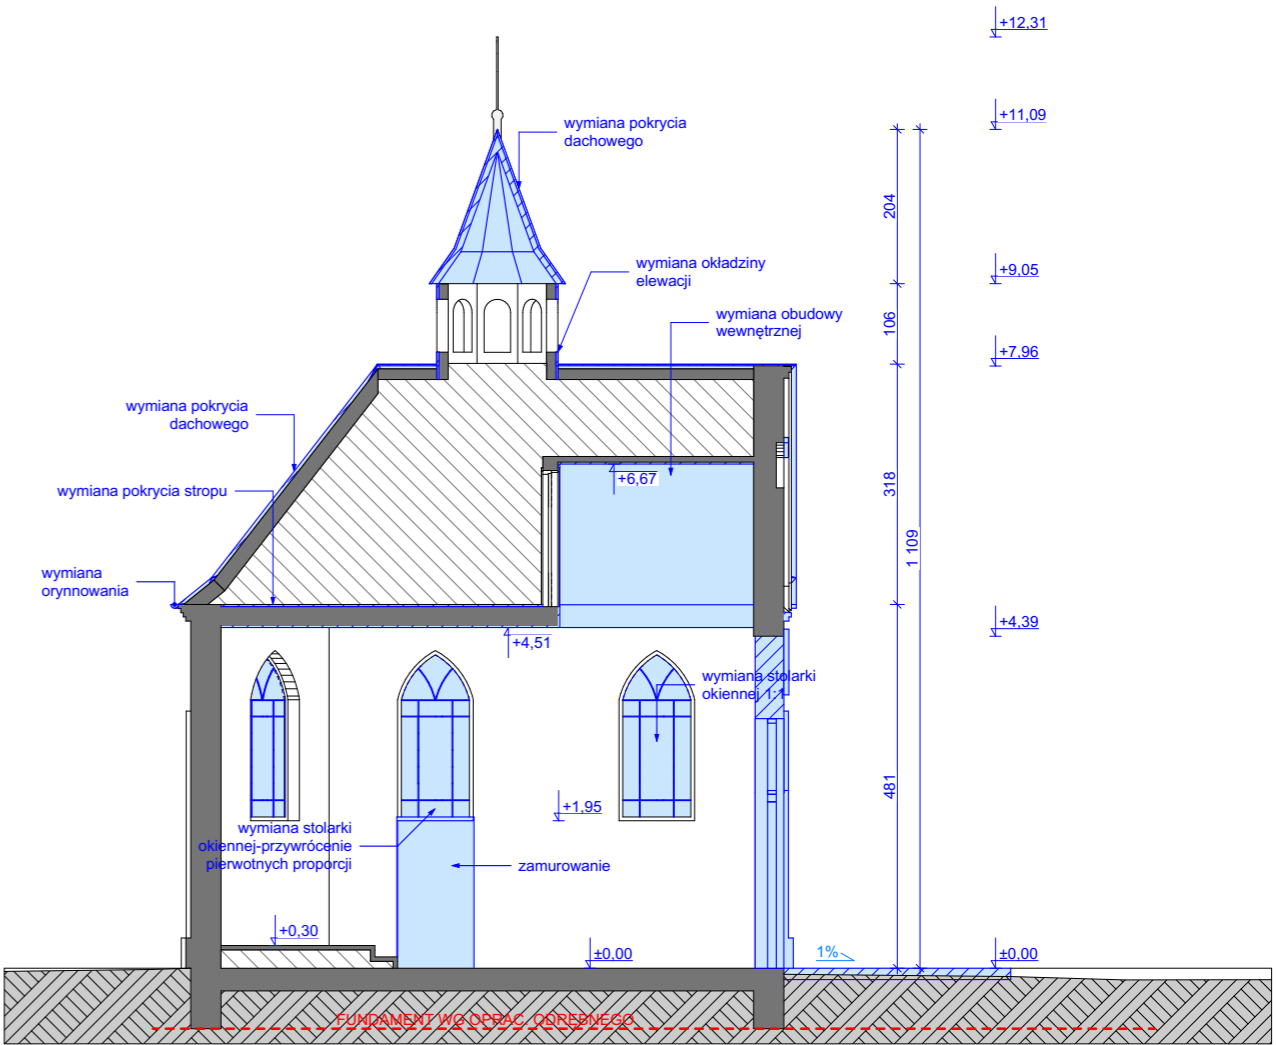 +12,31
+11,09
wymiana pokrycia
dachowego
204
+9,05
wymiana okładziny
elewacji
wymiana obudowy
wewnętrznej
106
+7,96
wymiana pokrycia
dachowego
+6,67
wymiana pokrycia stropu
318
1 109
wymiana
orynnowania
+4,51
+4,39
wymiana stolarki
okiennej 1:1
481
+1,95
wymiana stolarki
okiennej-przywrócenie
pierwotnych proporcji
zamurowanie
+0,30
±0,00
1%
±0,00
FUNDAMENT WG OPRAC. ODRĘBNEGO